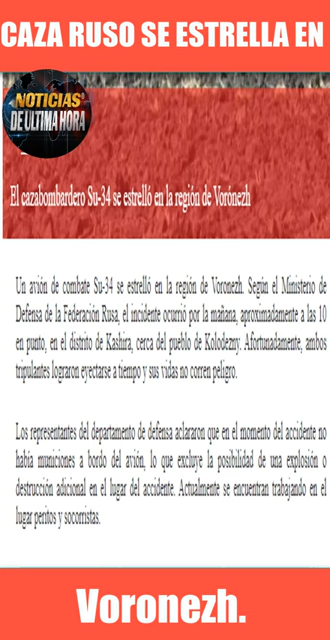 CAZA RUSO SE ESTRELLA EN
NOTICIAS
DE ÚLTIMA HORA
El cazabombardero Su-34 se estrelló en la región de Vorónezh
Un avión de combate Su-34 se estrelló en la región de Voronezh. Según el Ministerio de
Defensa de la Federación Rusa, el incidente ocurrió por la mañana, aproximadamente a las 10
en punto, en el distrito de Kashira, cerca del pueblo de Kolodezny. Afortunadamente, ambos
tripulantes lograron eyectarse a tiempo y sus vidas no corren peligro.
Los representantes del departamento de defensa aclararon que en el momento del accidente no
había municiones a bordo del avión, lo que excluye la posibilidad de una explosión o
destrucción adicional en el lugar del accidente. Actualmente se encuentran trabajando en el
lugar peritos y socorristas.
Voronezh.